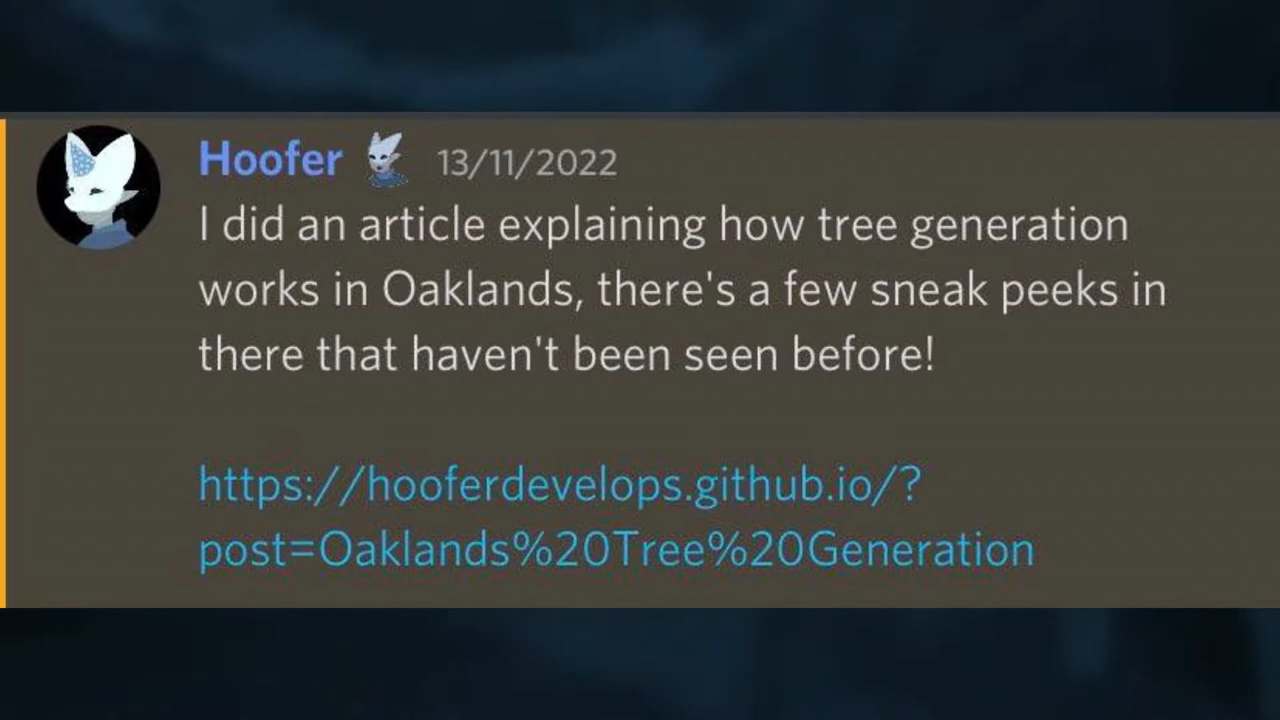 Hoofer 13/11/2022
I did an article explaining how tree generation
works in Oaklands, there's a few sneak peeks in
there that haven't been seen before!
https://hooferdevelops.github.io/?
post=Oaklands%20Tree%20Generation